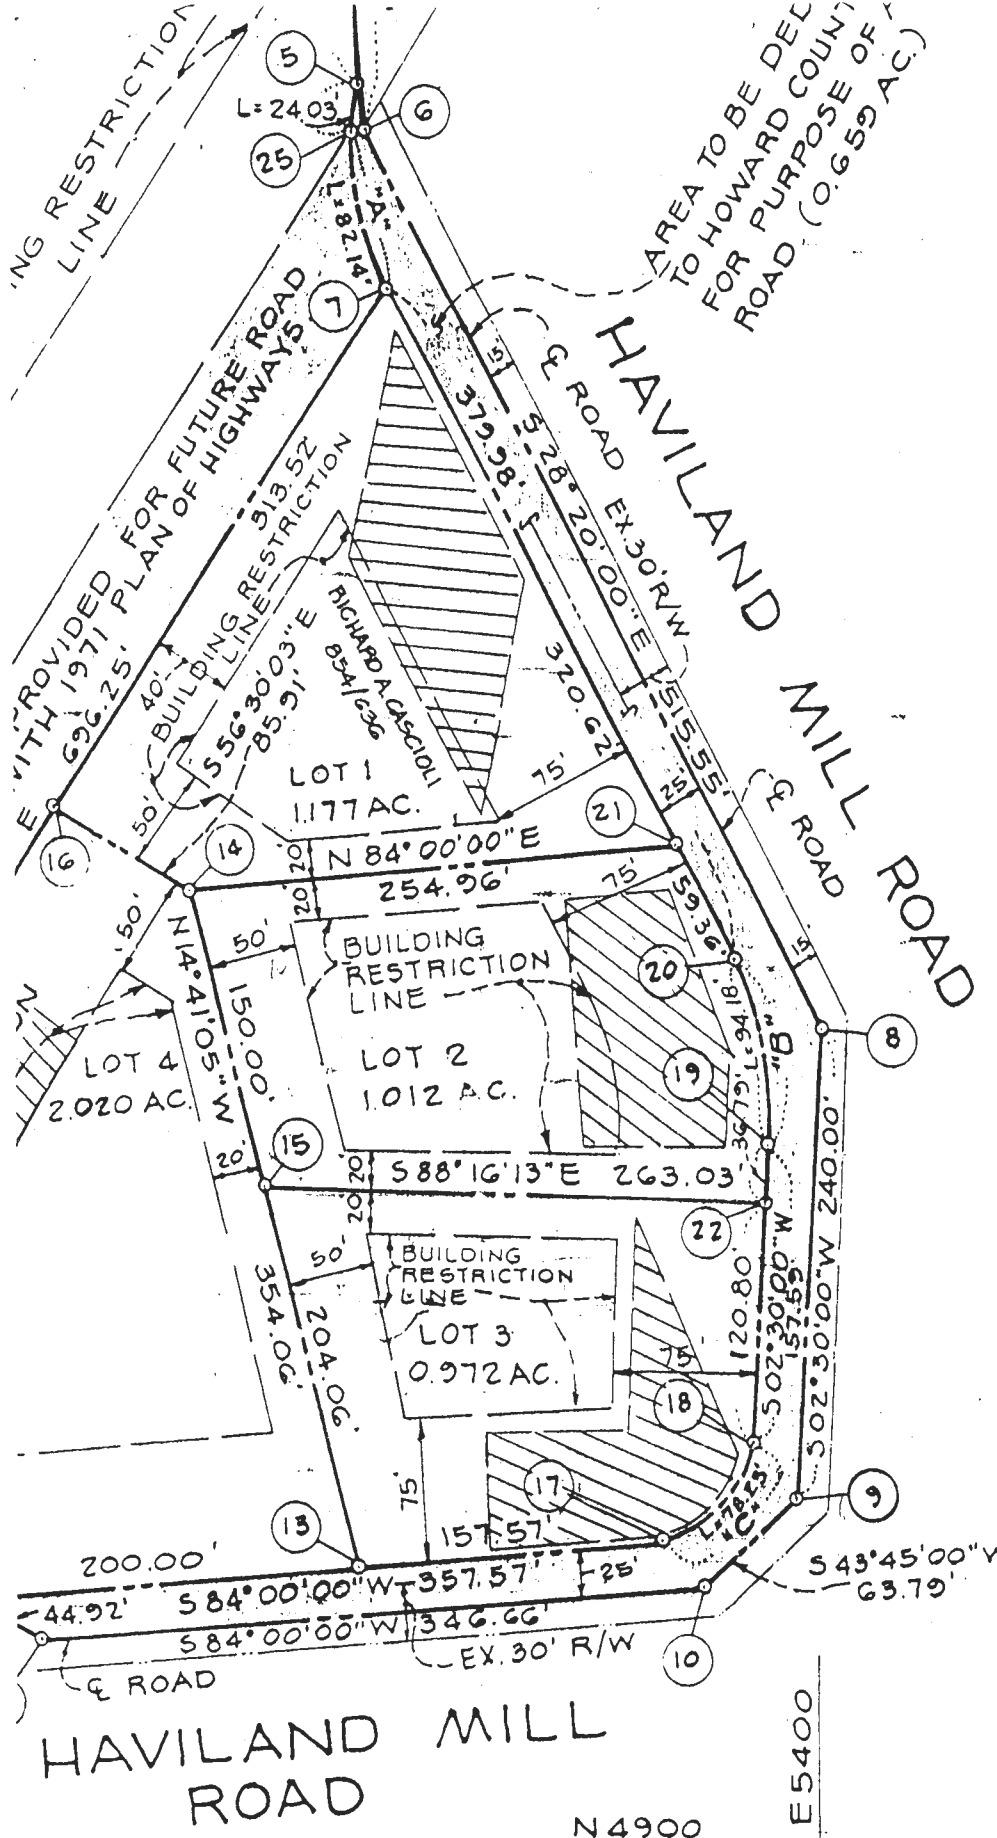 NG RESTRICTION
LINE
5
L=24.03
6
25
AREA TO BE DED
TO HOWARD COUNT
FOR PURPOSE OF
ROAD (0.659 AC.)
"A"
L=82.14'
7
ROVIDED FOR FUTURE ROAD
E WITH 1971 PLAN OF HIGHWAYS
696.25'
313.52'
379.98'
15
℄ ROAD
EX. 30' R/W
HAVILAND MILL ROAD
S 28° 20' 00" E
515.55'
BUILDING RESTRICTION
LINE
40'
S 56° 30' 03" E
85.91'
RICHARD A. CASCIOLI
854/636
320.62'
LOT 1
1.177 AC.
75'
25'
50'
16
14
21
℄ ROAD
N 84° 00' 00" E
254.96'
20'
20'
75'
59.36'
50'
50'
N 14° 41' 05" W
150.00'
BUILDING
RESTRICTION
LINE
20
15
8
L=94.18'
"B"
LOT 4
2.020 AC.
LOT 2
1.012 AC.
19
36.79'
20'
15
20'
S 88° 16' 13" E
263.03'
20'
22
240.00'
S 02° 30' 00" W
50'
BUILDING
RESTRICTION
LINE
354.06'
204.06'
LOT 3
0.972 AC.
120.80'
S 02° 30' 00" W
157.59'
75'
18
17
75'
L=78.23'
"C"
9
13
157.57'
200.00'
S 84° 00' 00" W
357.57'
25'
S 43° 45' 00" W
63.79'
44.92'
S 84° 00' 00" W
346.66'
EX. 30' R/W
10
℄ ROAD
HAVILAND MILL
ROAD
E 5400
N 4900